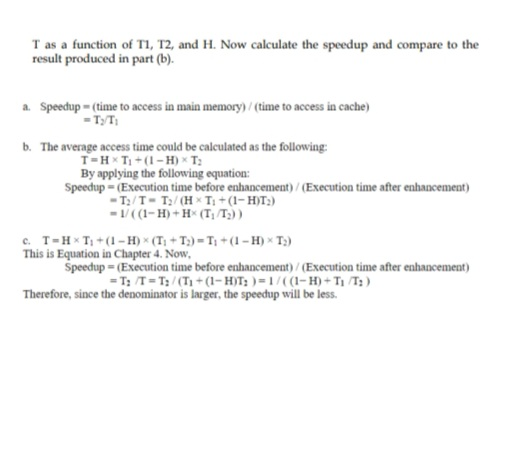 T as a function of T1, T2, and H. Now calculate the speedup and compare to the
result produced in part (b).
a. Speedup = (time to access in main memory) / (time to access in cache)
= T₂/T₁
b. The average access time could be calculated as the following:
T = H × T₁ + (1 – H) × T₂
By applying the following equation:
Speedup = (Execution time before enhancement) / (Execution time after enhancement)
= T₂ / T = T₂ / (H × T₁ + (1– H)T₂)
= 1/ ( (1– H) + H× (T₁ /T₂) )
c. T = H × T₁ + (1 – H) × (T₁ + T₂) = T₁ + (1 – H) × T₂)
This is Equation in Chapter 4. Now,
Speedup = (Execution time before enhancement) / (Execution time after enhancement)
= T₂ /T = T₂ / (T₁ + (1– H)T₂ ) = 1 / ( (1– H) + T₁ /T₂ )
Therefore, since the denominator is larger, the speedup will be less.